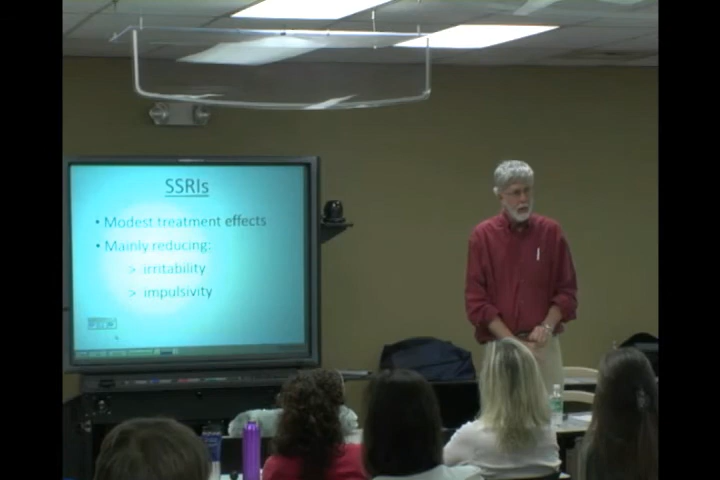 SSRIs
• Modest treatment effects
• Mainly reducing:
> irritability
> impulsivity